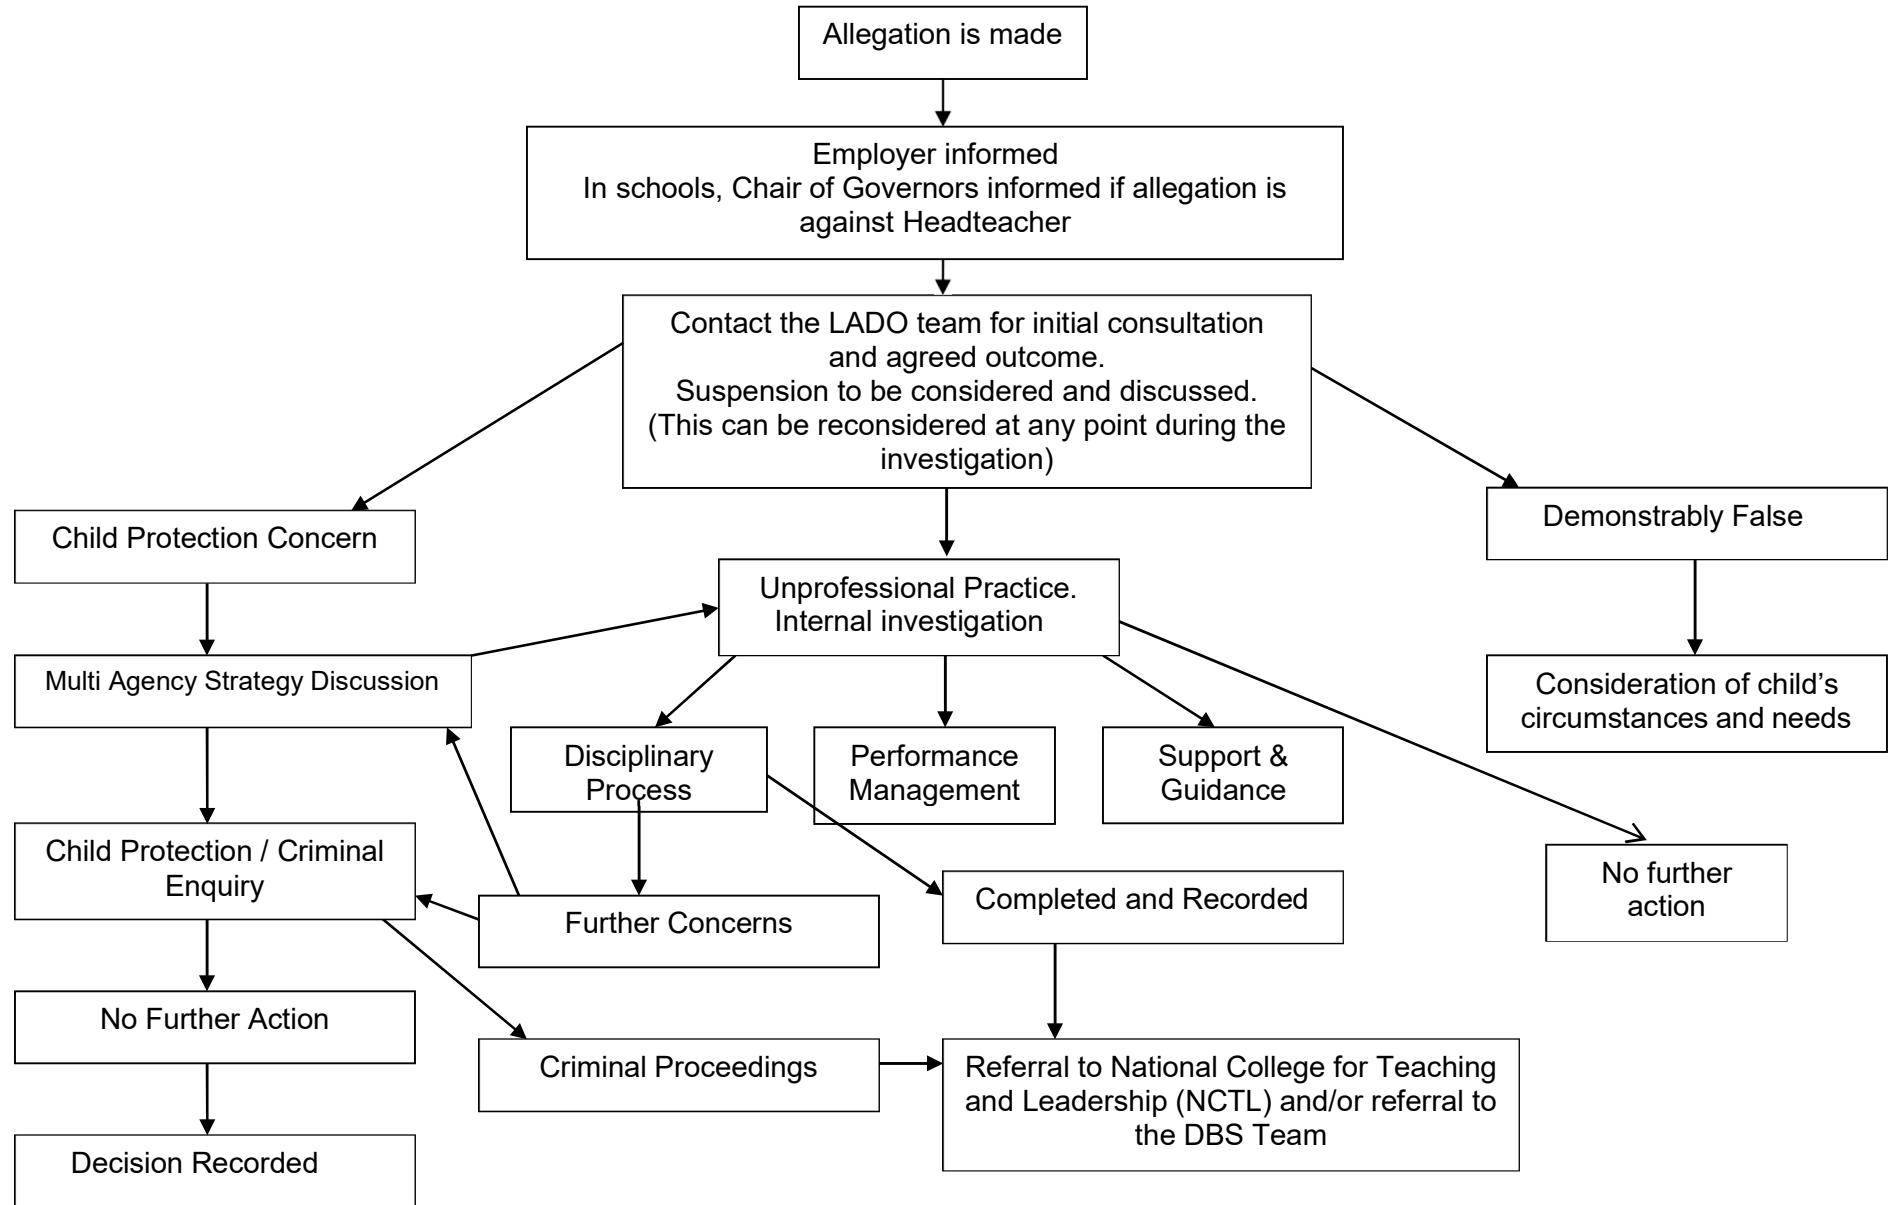 Allegation is made
Employer informed
In schools, Chair of Governors informed if allegation is
against Headteacher
Contact the LADO team for initial consultation
and agreed outcome.
Suspension to be considered and discussed.
(This can be reconsidered at any point during the
investigation)
Child Protection Concern
Demonstrably False
Unprofessional Practice.
Internal investigation
Multi Agency Strategy Discussion
Consideration of child’s
circumstances and needs
Disciplinary
Process
Performance
Management
Support &
Guidance
Child Protection / Criminal
Enquiry
Further Concerns
Completed and Recorded
No further
action
No Further Action
Criminal Proceedings
Referral to National College for Teaching
and Leadership (NCTL) and/or referral to
the DBS Team
Decision Recorded